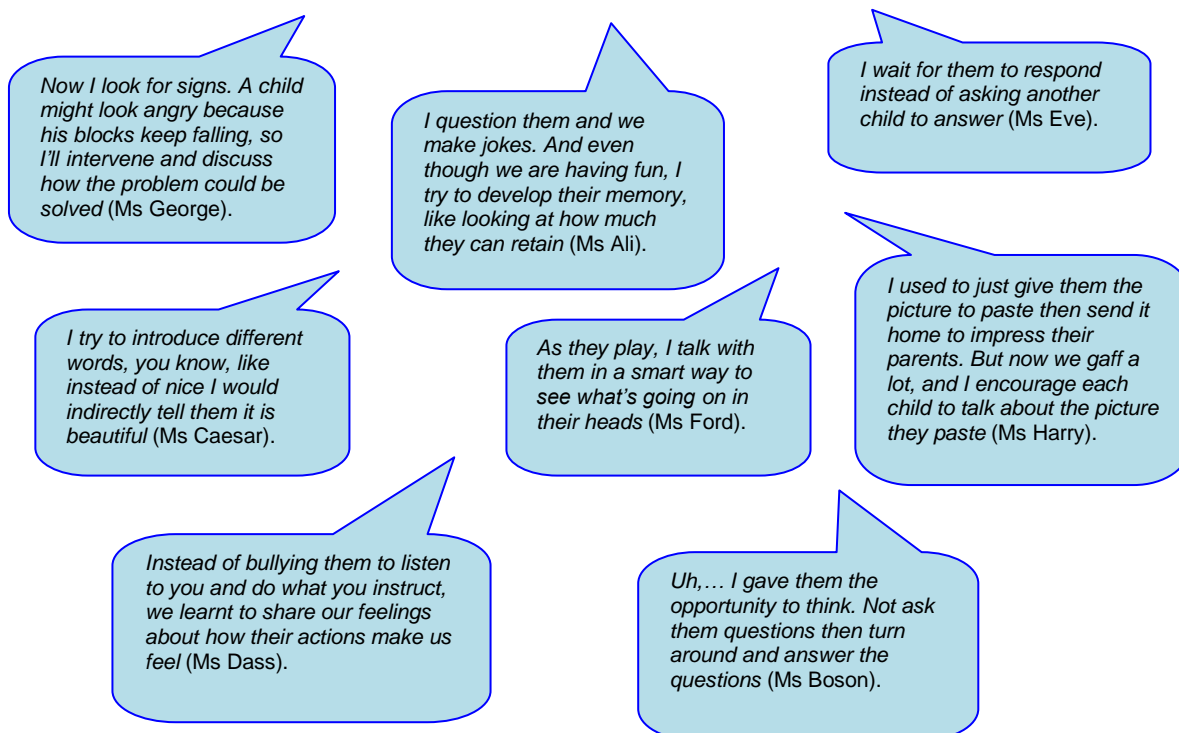 Now I look for signs. A child
might look angry because
his blocks keep falling, so
I'll intervene and discuss
how the problem could be
solved (Ms George).
I question them and we
make jokes. And even
though we are having fun, I
try to develop their memory,
like looking at how much
they can retain (Ms Ali).
I wait for them to respond
instead of asking another
child to answer (Ms Eve).
I try to introduce different
words, you know, like
instead of nice I would
indirectly tell them it is
beautiful (Ms Caesar).
As they play, I talk with
them in a smart way to
see what's going on in
their heads (Ms Ford).
I used to just give them the
picture to paste then send it
home to impress their
parents. But now we gaff a
lot, and I encourage each
child to talk about the picture
they paste (Ms Harry).
Instead of bullying them to listen
to you and do what you instruct,
we learnt to share our feelings
about how their actions make us
feel (Ms Dass).
Uh,… I gave them the
opportunity to think. Not ask
them questions then turn
around and answer the
questions (Ms Boson).